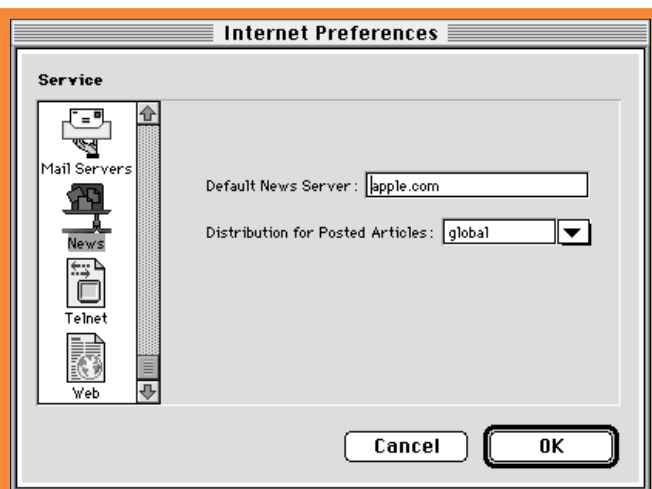 Internet Preferences
Service
Mail Servers
News
Telnet
Web
Default News Server: apple.com
Distribution for Posted Articles: global
Cancel
OK